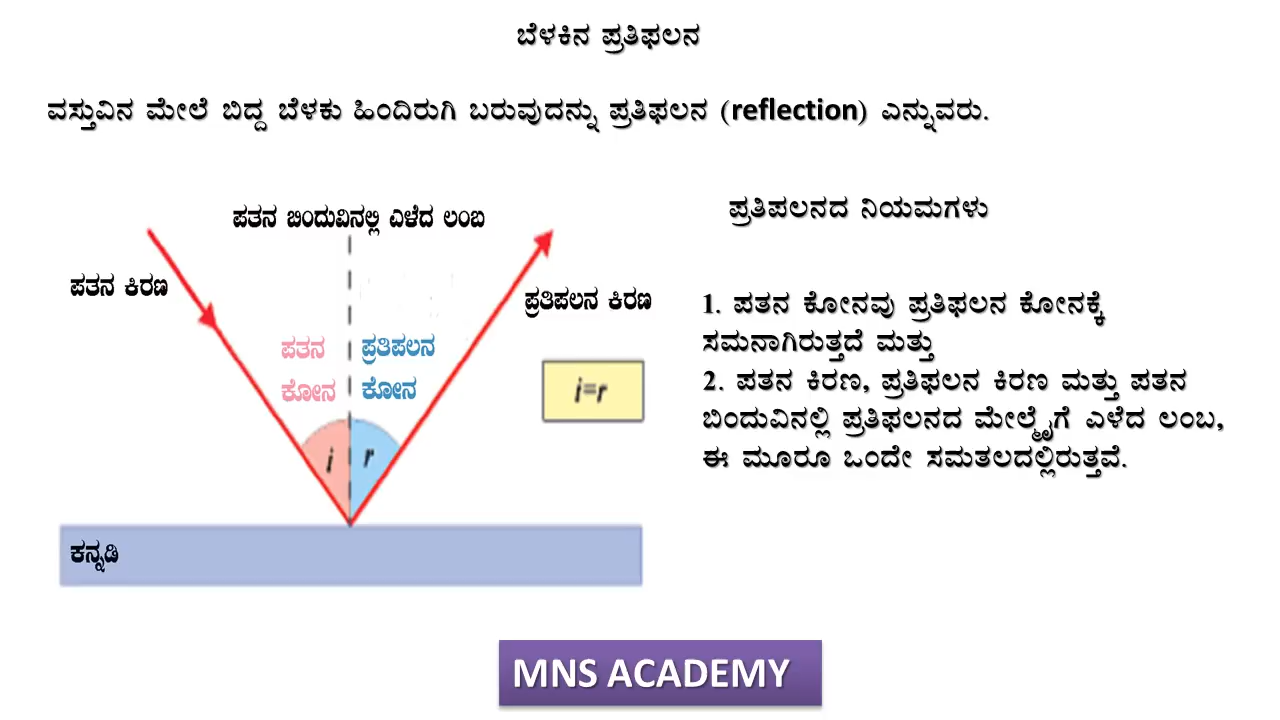 ಬೆಳಕಿನ ಪ್ರತಿಫಲನ
ವಸ್ತುವಿನ ಮೇಲೆ ಬಿದ್ದ ಬೆಳಕು ಹಿಂದಿರುಗಿ ಬರುವುದನ್ನು ಪ್ರತಿಫಲನ (reflection) ಎನ್ನುವರು.
ಪತನ ಬಿಂದುವಿನಲ್ಲಿ ಎಳೆದ ಲಂಬ
ಪತನ ಕಿರಣ
ಪ್ರತಿಪಲನ ಕಿರಣ
ಪತನ
ಕೋನ
ಪ್ರತಿಪಲನ
ಕೋನ
i=r
i
r
ಕನ್ನಡಿ
ಪ್ರತಿಪಲನದ ನಿಯಮಗಳು
1. ಪತನ ಕೋನವು ಪ್ರತಿಫಲನ ಕೋನಕ್ಕೆ
ಸಮನಾಗಿರುತ್ತದೆ ಮತ್ತು
2. ಪತನ ಕಿರಣ, ಪ್ರತಿಫಲನ ಕಿರಣ ಮತ್ತು ಪತನ
ಬಿಂದುವಿನಲ್ಲಿ ಪ್ರತಿಫಲನದ ಮೇಲ್ಮೈಗೆ ಎಳೆದ ಲಂಬ,
ಈ ಮೂರೂ ಒಂದೇ ಸಮತಲದಲ್ಲಿರುತ್ತವೆ.
MNS ACADEMY